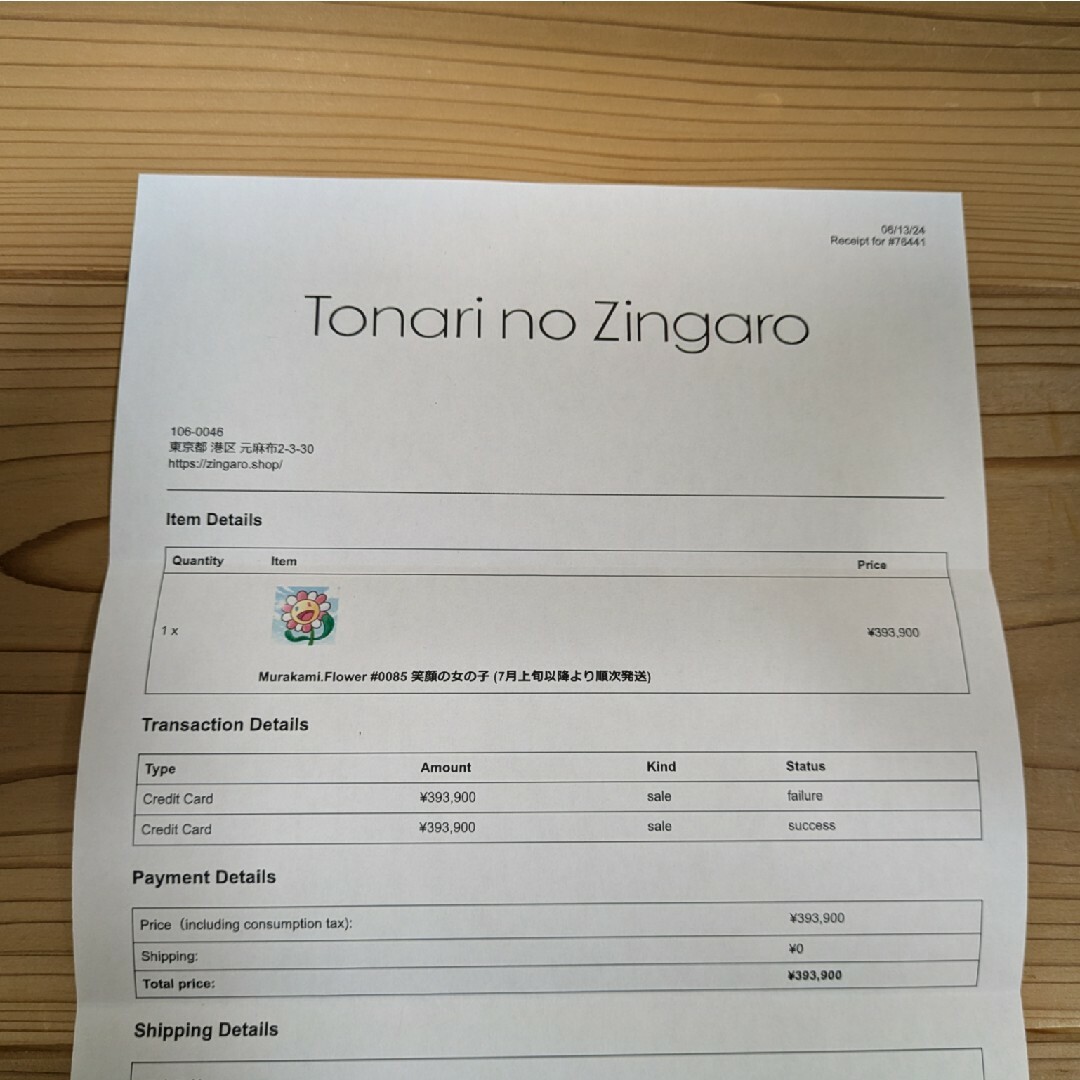 06/13/24
Receipt for #76441
Tonari no Zingaro
106-0046
東京都 港区 元麻布2-3-30
https://zingaro.shop/
Item Details
Quantity Item Price
1 x ¥393,900
Murakami.Flower #0085 笑顔の女の子 (7月上旬以降より順次発送)
Transaction Details
Type Amount Kind Status
Credit Card ¥393,900 sale failure
Credit Card ¥393,900 sale success
Payment Details
Price (including consumption tax): ¥393,900
Shipping: ¥0
Total price: ¥393,900
Shipping Details